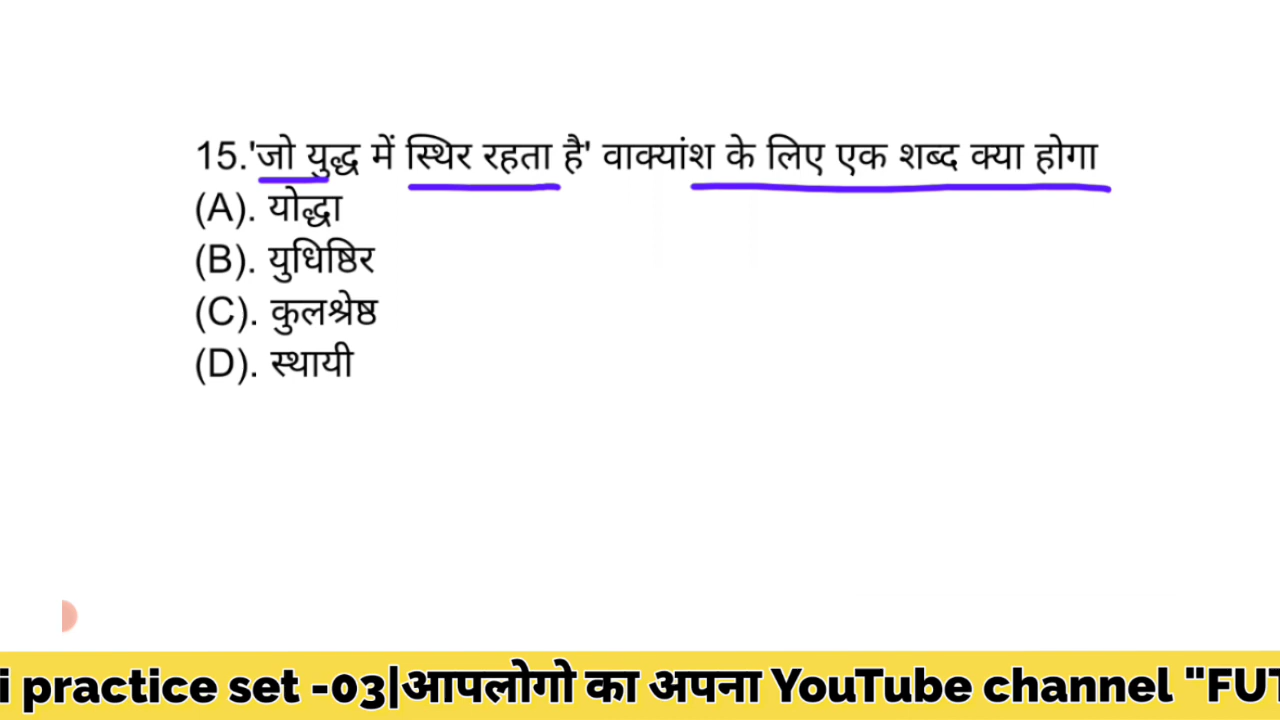 15.'जो युद्ध में स्थिर रहता है' वाक्यांश के लिए एक शब्द क्या होगा
(A). योद्धा
(B). युधिष्ठिर
(C). कुलश्रेष्ठ
(D). स्थायी
i practice set -03|आपलोगो का अपना YouTube channel "FUT